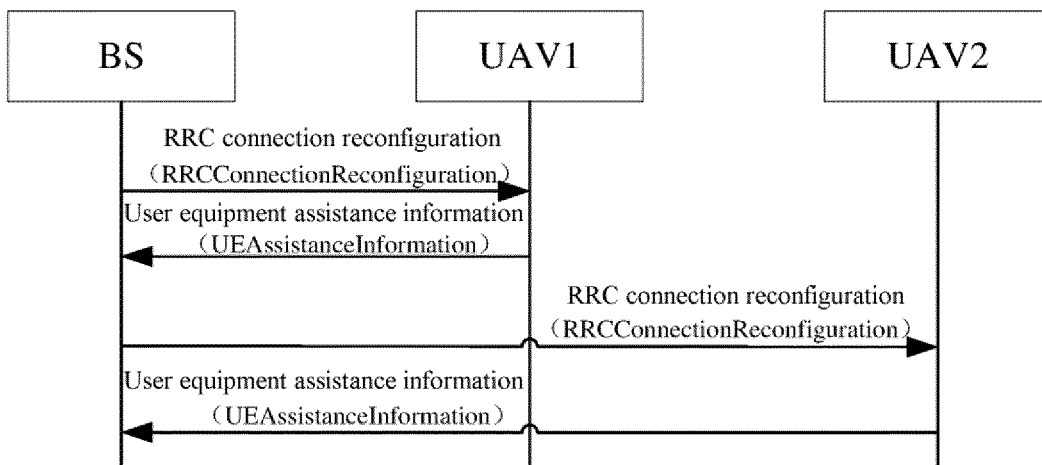 BS
UAV1
UAV2
RRC connection reconfiguration
（RRCConnectionReconfiguration）
User equipment assistance information
（UEAssistanceInformation）
RRC connection reconfiguration
（RRCConnectionReconfiguration）
User equipment assistance information
（UEAssistanceInformation）